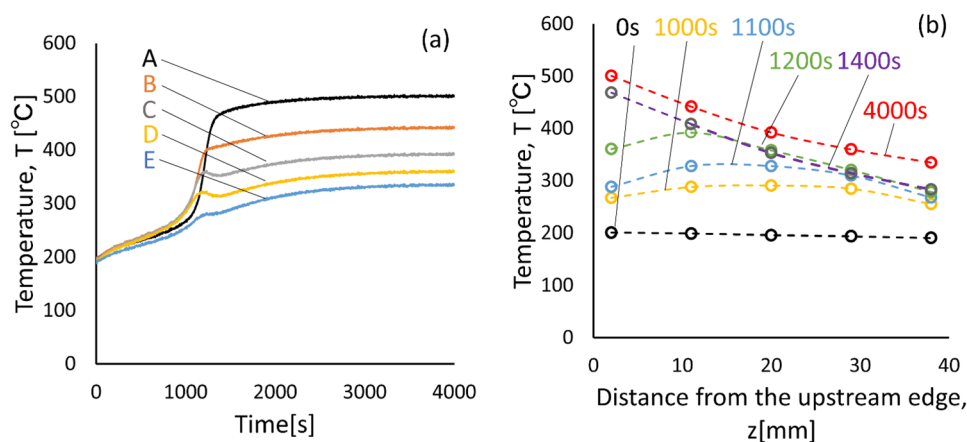 600
500
400
300
200
100
0
0
1000
2000
3000
4000
Temperature, T [℃]
Time[s]
(a)
A
B
C
D
E
600
500
400
300
200
100
0
0
10
20
30
40
Temperature, T [℃]
Distance from the upstream edge,
z[mm]
0s
1000s
1100s
(b)
1200s
1400s
4000s